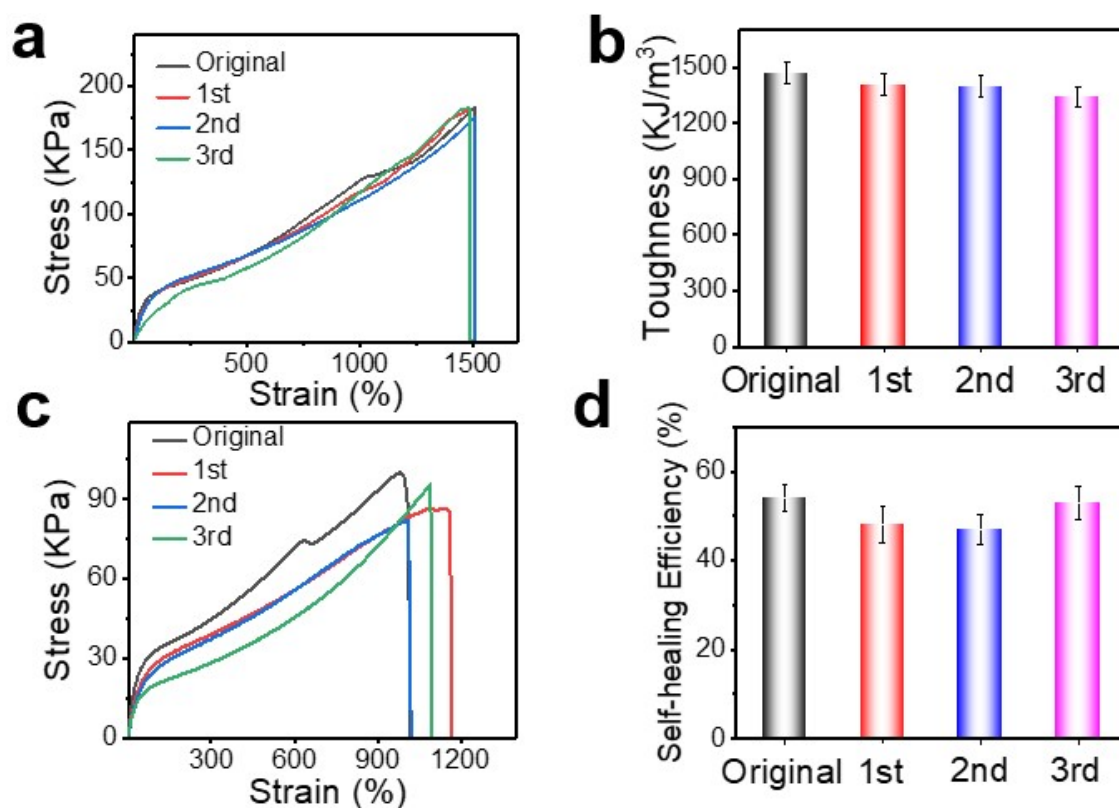 a
Stress (KPa)
200
150
100
50
0
Original
1st
2nd
3rd
500
1000
1500
Strain (%)
b
Toughness (KJ/m³)
1500
1200
900
600
300
0
Original
1st
2nd
3rd
c
Stress (KPa)
90
60
30
0
Original
1st
2nd
3rd
300
600
900
1200
Strain (%)
d
Self-healing Efficiency (%)
60
40
20
0
Original
1st
2nd
3rd